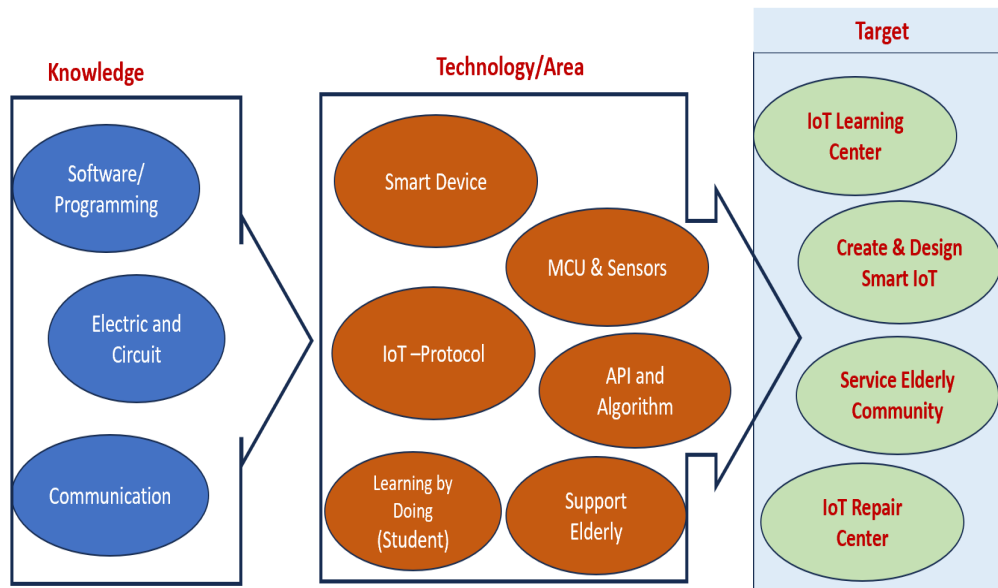 Knowledge
Software/
Programming
Electric and
Circuit
Communication
Technology/Area
Smart Device
MCU & Sensors
IoT –Protocol
API and
Algorithm
Learning by
Doing
(Student)
Support
Elderly
Target
IoT Learning
Center
Create & Design
Smart IoT
Service Elderly
Community
IoT Repair
Center